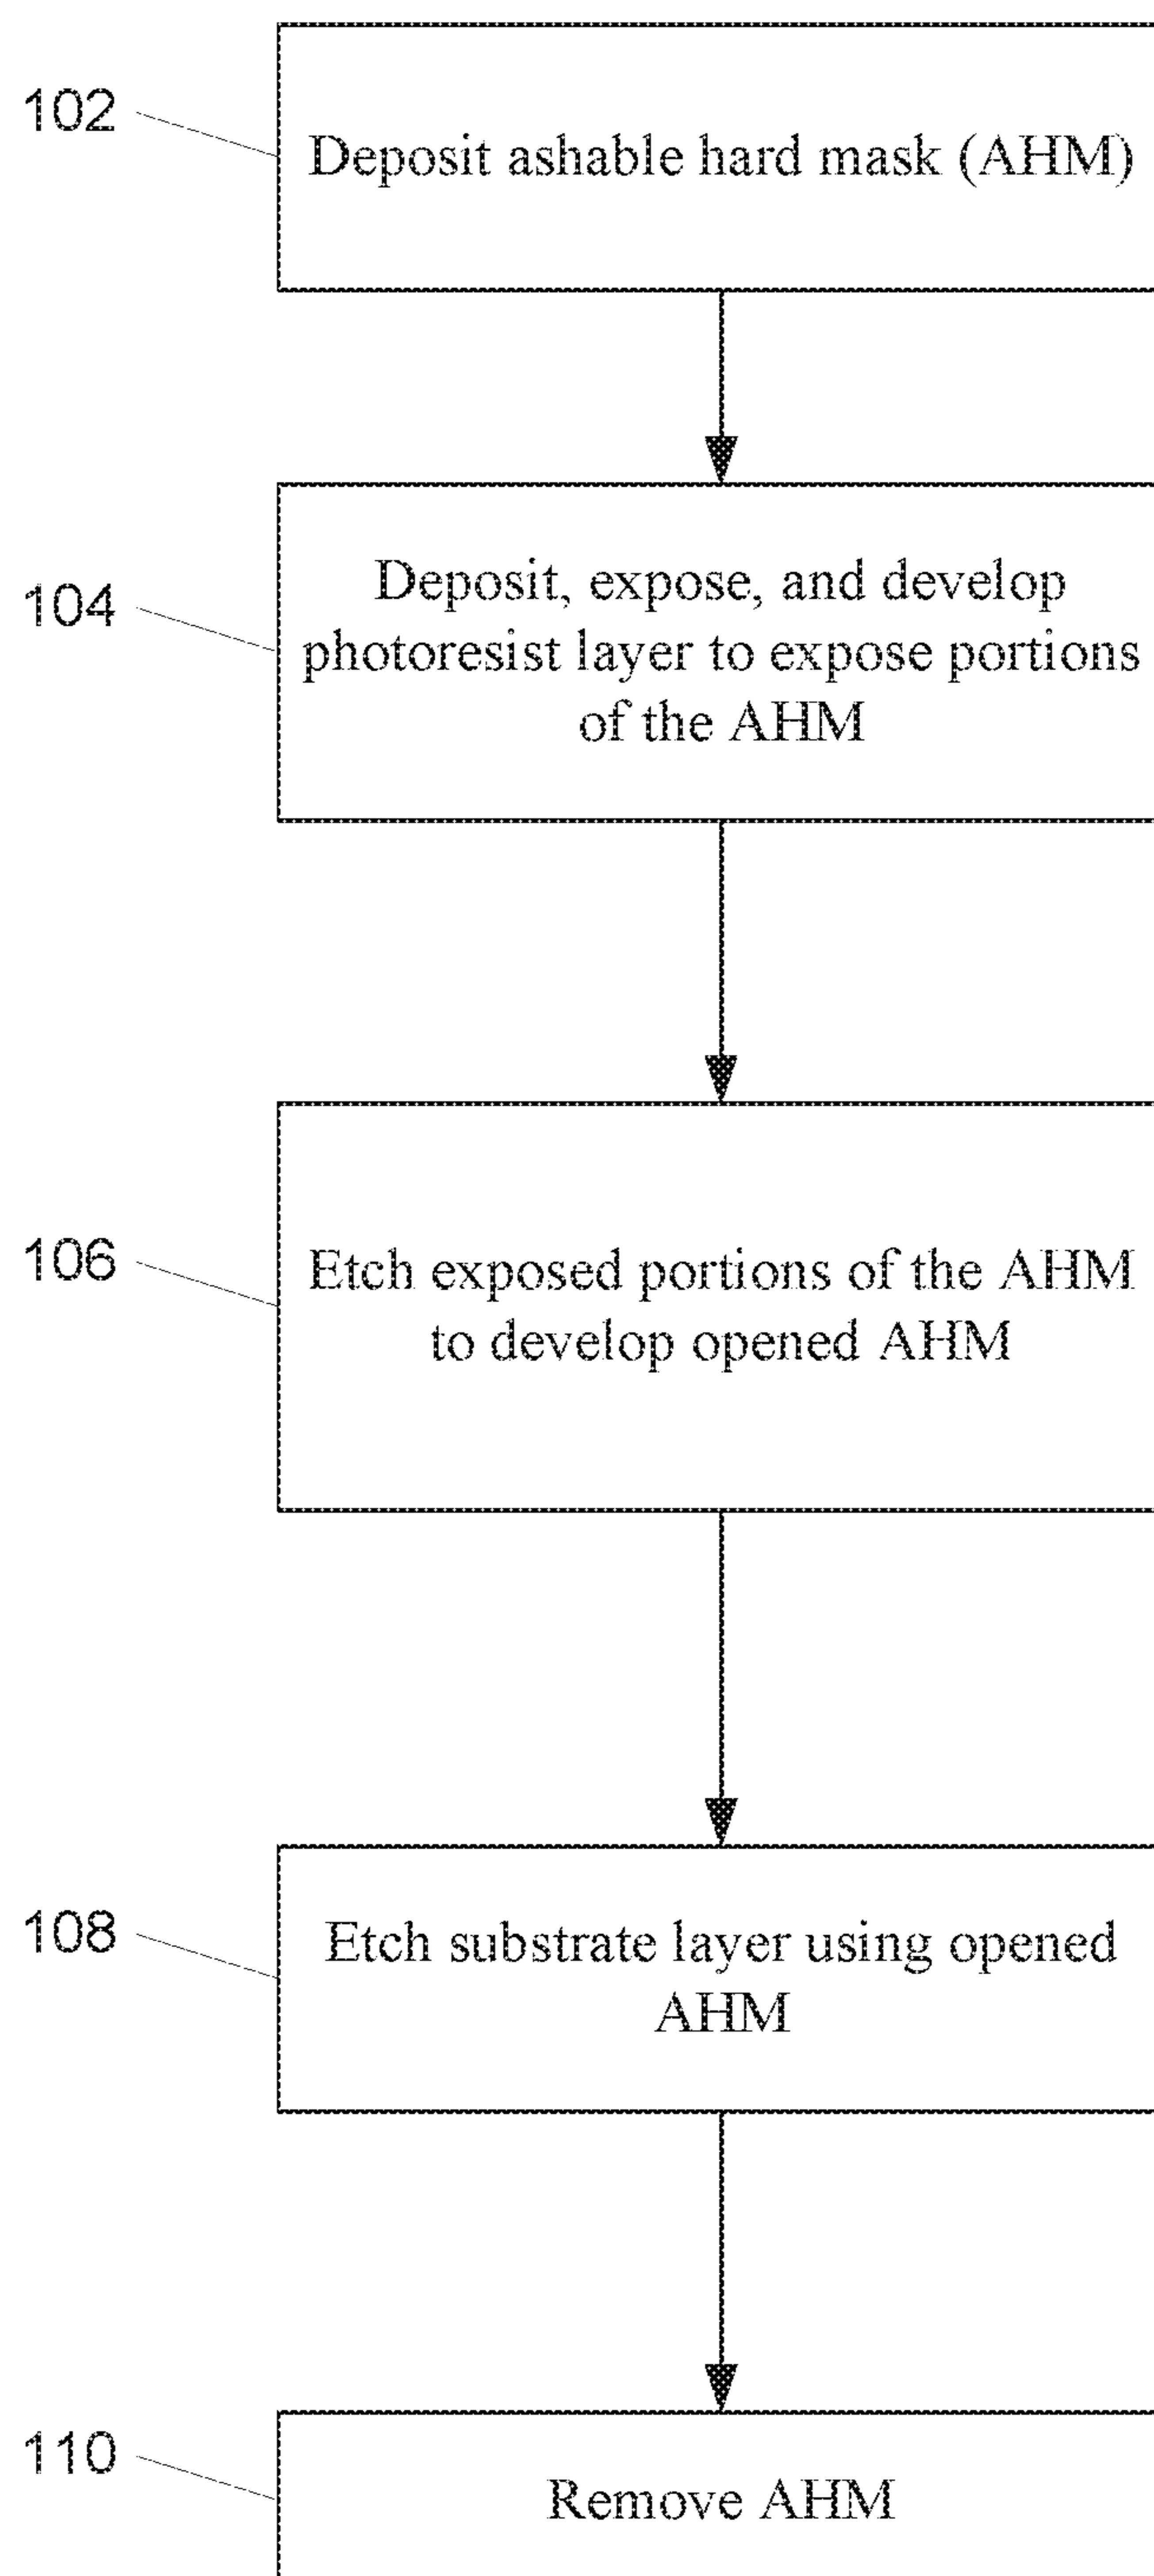 102
Deposit ashable hard mask (AHM)
104
Deposit, expose, and develop
photoresist layer to expose portions
of the AHM
106
Etch exposed portions of the AHM
to develop opened AHM
108
Etch substrate layer using opened
AHM
110
Remove AHM